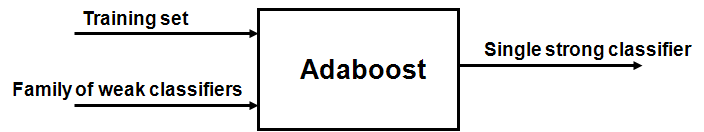 Training set
Family of weak classifiers
Adaboost
Single strong classifier